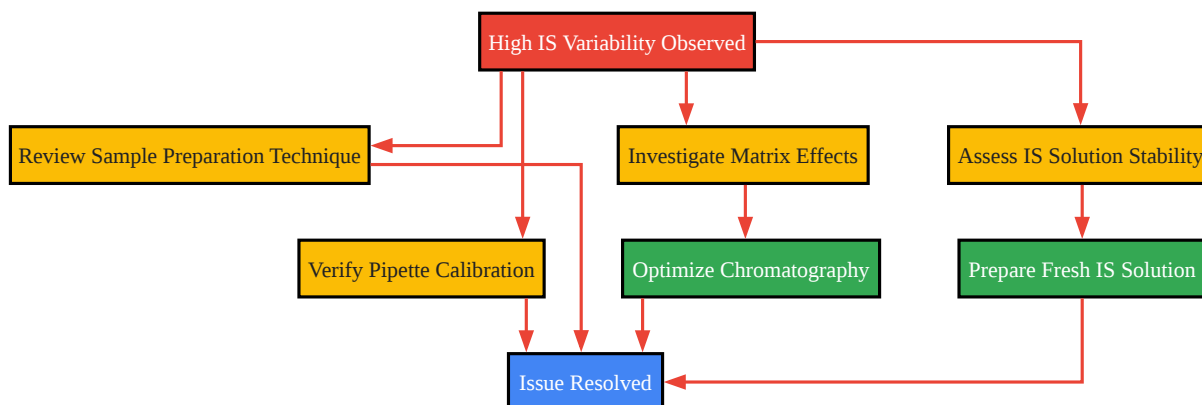 High IS Variability Observed
Review Sample Preparation Technique
Investigate Matrix Effects
Assess IS Solution Stability
Verify Pipette Calibration
Optimize Chromatography
Prepare Fresh IS Solution
Issue Resolved